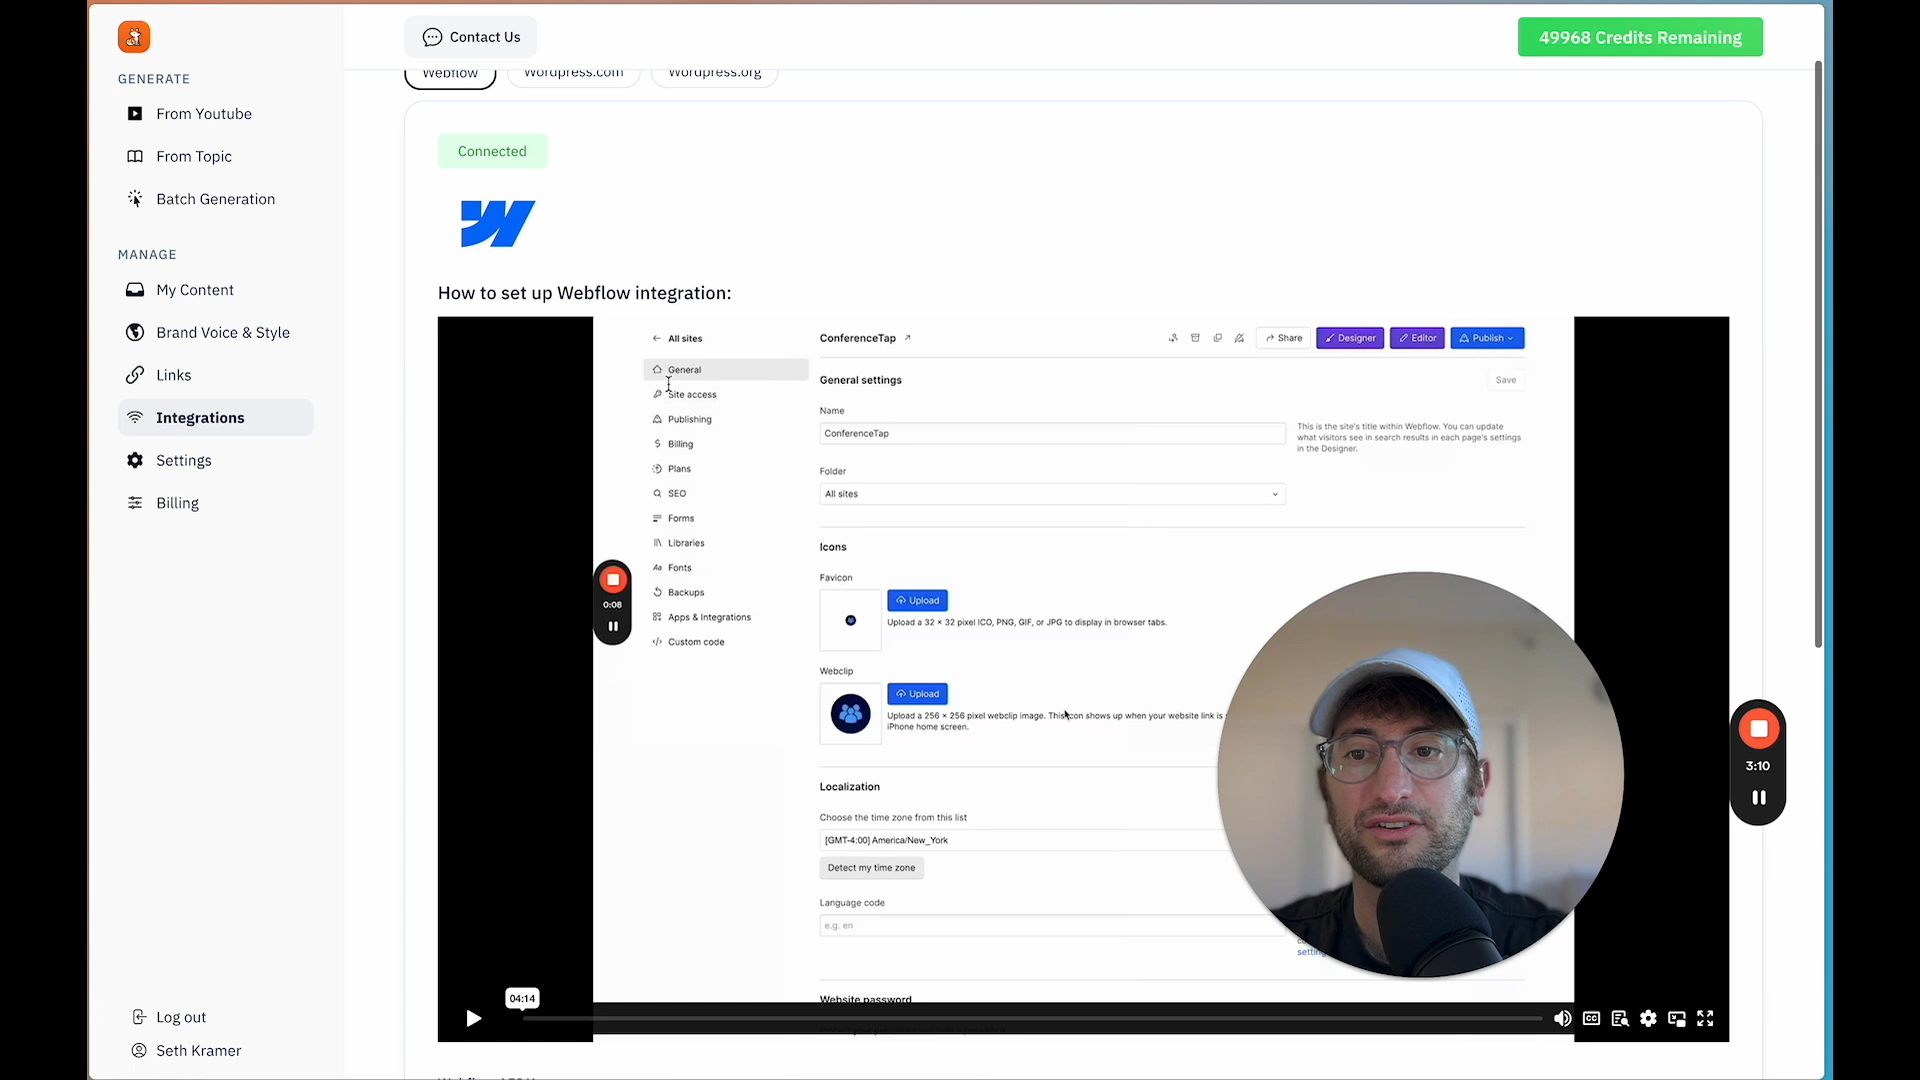 Contact Us
49968 Credits Remaining
GENERATE
From Youtube
From Topic
Batch Generation
MANAGE
My Content
Brand Voice & Style
Links
Integrations
Settings
Billing
Log out
Seth Kramer
Webflow
Wordpress.com
Wordpress.org
Connected
How to set up Webflow integration:
All sites
General
Site access
Publishing
Billing
Plans
SEO
Forms
Libraries
Fonts
Backups
Apps & Integrations
Custom code
0:08
ConferenceTap
Share
Designer
Editor
Publish
General settings
Save
Name
ConferenceTap
This is the site's title within Webflow. You can update
what visitors see in search results in each page's settings
in the Designer.
Folder
All sites
Icons
Favicon
Upload
Upload a 32 × 32 pixel ICO, PNG, GIF, or JPG to display in browser tabs.
Webclip
Upload
Upload a 256 × 256 pixel webclip image. This icon shows up when your website link is
iPhone home screen.
Localization
Choose the time zone from this list
[GMT-4:00] America/New_York
Detect my time zone
Language code
e.g. en
Website password
04:14
3:10